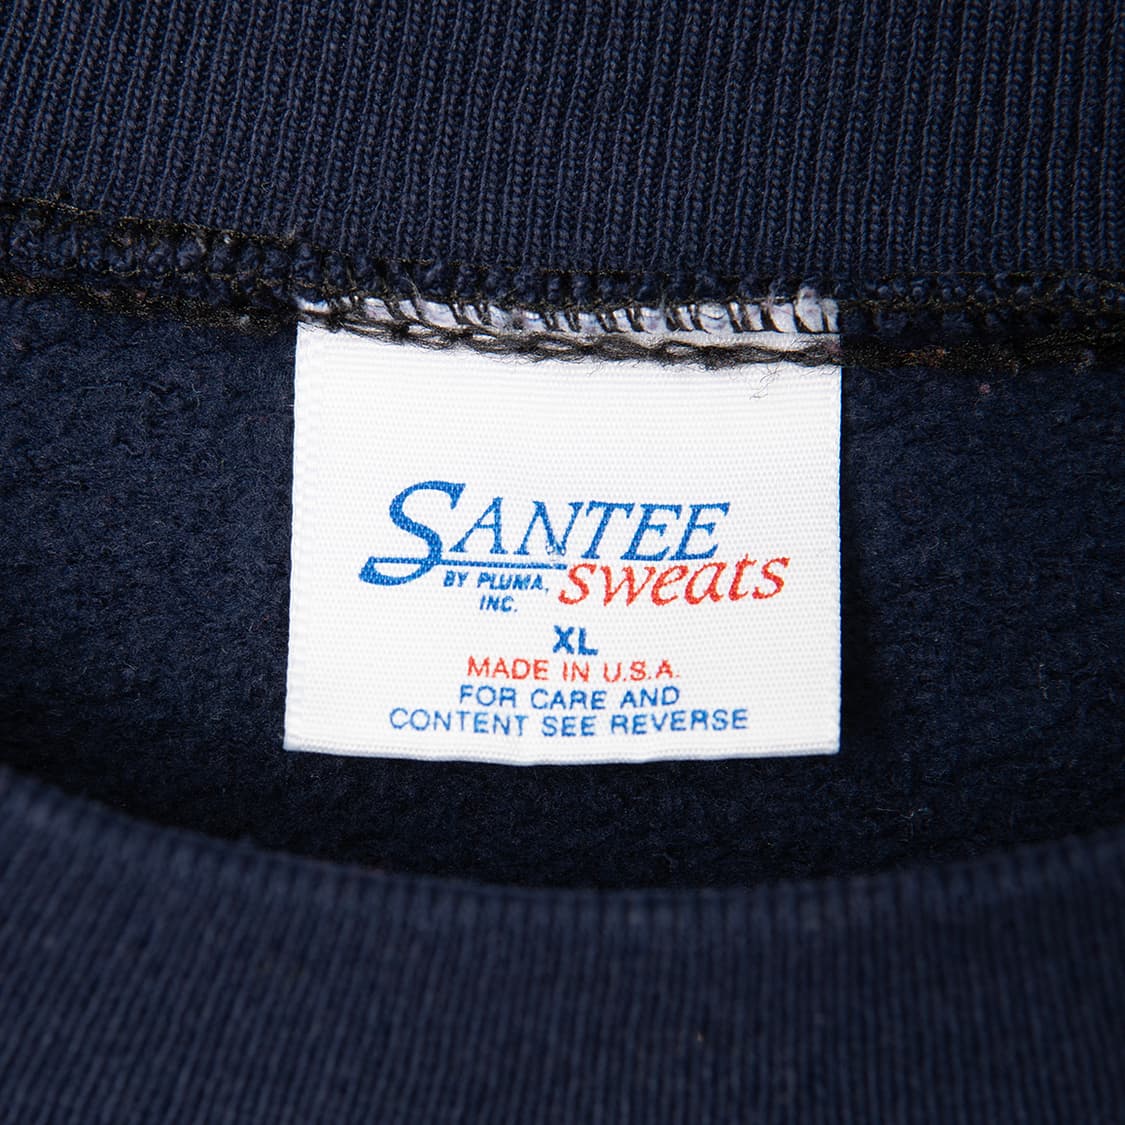 SANTEE
sweats
BY PLUMA,
INC.
XL
MADE IN U.S.A.
FOR CARE AND
CONTENT SEE REVERSE